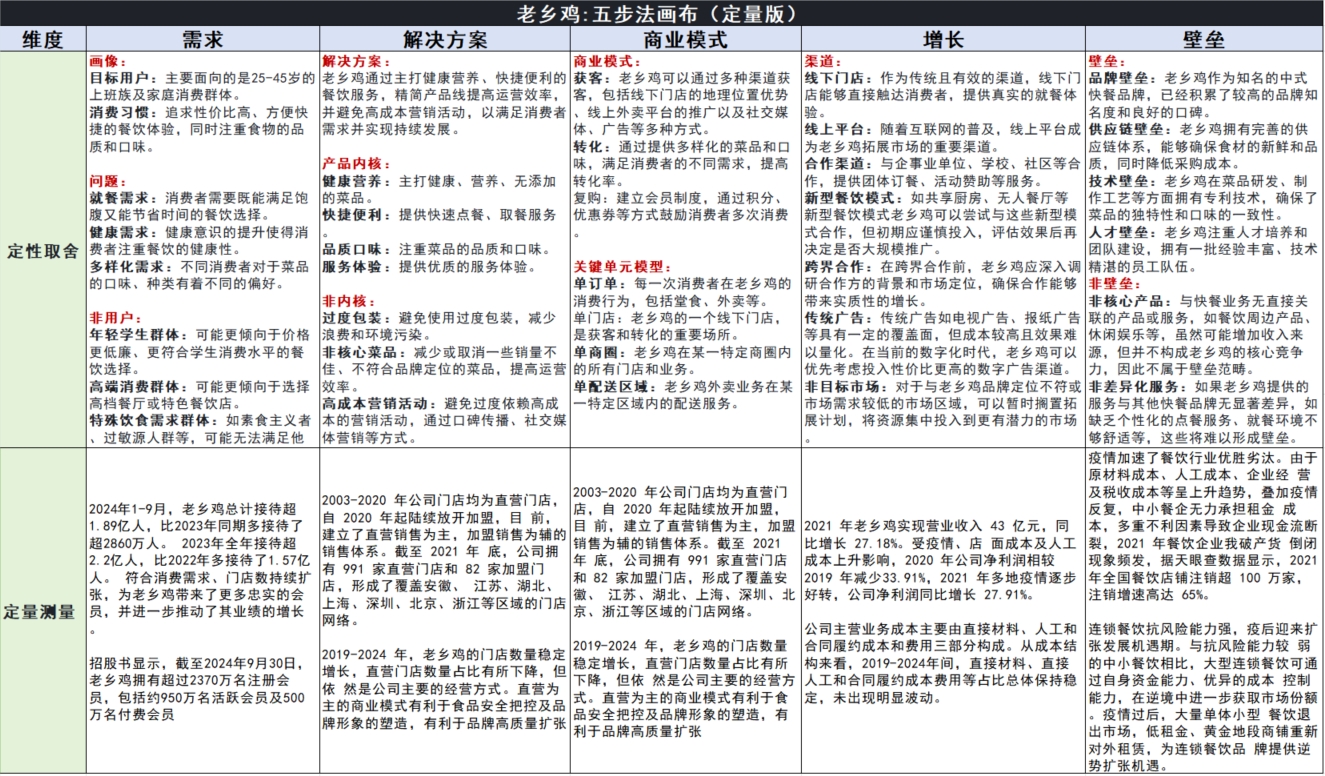 老乡鸡:五步法画布（定量版）
维度
需求
解决方案
商业模式
增长
壁垒
定性取舍
画像：
目标用户：主要面向的是25-45岁的
上班族及家庭消费群体。
消费习惯：追求性价比高、方便快
捷的餐饮体验，同时注重食物的品
质和口味。
问题：
就餐需求：消费者需要既能满足饱
腹又能节省时间的餐饮选择。
健康需求：健康意识的提升使得消
费者注重餐饮的健康性。
多样化需求：不同消费者对于菜品
的口味、种类有着不同的偏好。
非用户：
年轻学生群体：可能更倾向于价格
更低廉、更符合学生消费水平的餐
饮选择。
高端消费群体：可能更倾向于选择
高档餐厅或特色餐饮店。
特殊饮食需求群体：如素食主义者
、过敏源人群等，可能无法满足他
解决方案：
老乡鸡通过主打健康营养、快捷便利的
餐饮服务，精简产品线提高运营效率，
并避免高成本营销活动，以满足消费者
需求并实现持续发展。
产品内核：
健康营养：主打健康、营养、无添加
的菜品。
快捷便利：提供快速点餐、取餐服务
。
品质口味：注重菜品的品质和口味。
服务体验：提供优质的服务体验。
非内核：
过度包装：避免使用过度包装，减少
浪费和环境污染。
非核心菜品：减少或取消一些销量不
佳、不符合品牌定位的菜品，提高运营
效率。
高成本营销活动：避免过度依赖高成
本的营销活动，通过口碑传播、社交媒
体营销等方式。
商业模式：
获客：老乡鸡可以通过多种渠道获
客，包括线下门店的地理位置优势
、线上外卖平台的推广以及社交媒
体、广告等多种方式。
转化：通过提供多样化的菜品和口
味，满足消费者的不同需求，提高
转化率。
复购：建立会员制度，通过积分、
优惠券等方式鼓励消费者多次消费
。
关键单元模型：
单订单：每一次消费者在老乡鸡的
消费行为，包括堂食、外卖等。
单门店：老乡鸡的一个线下门店，
是获客和转化的重要场所。
单商圈：老乡鸡在某一特定商圈内
的所有门店和业务。
单配送区域：老乡鸡外卖业务在某
一特定区域内的配送服务。
渠道：
线下门店：作为传统且有效的渠道，线下门
店能够直接触达消费者，提供真实的就餐体
验。
线上平台：随着互联网的普及，线上平台成
为老乡鸡拓展市场的重要渠道。
合作渠道：与企事业单位、学校、社区等合
作，提供团体订餐、活动赞助等服务。
新型餐饮模式：如共享厨房、无人餐厅等
新型餐饮模式老乡鸡可以尝试与这些新型模
式合作，但初期应谨慎投入，评估效果后再
决定是否大规模推广。
跨界合作：在跨界合作前，老乡鸡应深入调
研合作方的背景和市场定位，确保合作能够
带来实质性的增长。
传统广告：传统广告如电视广告、报纸广告
等具有一定的覆盖面，但成本较高且效果难
以量化。在当前的数字化时代，老乡鸡可以
优先考虑投入性价比更高的数字广告渠道。
非目标市场：对于与老乡鸡品牌定位不符或
市场需求较低的市场区域，可以暂时搁置拓
展计划，将资源集中投入到更有潜力的市场
。
壁垒：
品牌壁垒：老乡鸡作为知名的中式
快餐品牌，已经积累了较高的品牌知
名度和良好的口碑。
供应链壁垒：老乡鸡拥有完善的供
应链体系，能够确保食材的新鲜和品
质，同时降低采购成本。
技术壁垒：老乡鸡在菜品研发、制
作工艺等方面拥有专利技术，确保了
菜品的独特性和口味的一致性。
人才壁垒：老乡鸡注重人才培养和
团队建设，拥有一批经验丰富、技术
精湛的员工队伍。
非壁垒：
非核心产品：与快餐业务无直接关
联的产品或服务，如餐饮周边产品、
休闲娱乐等，虽然可能增加收入来
源，但并不构成老乡鸡的核心竞争
力，因此不属于壁垒范畴。
非差异化服务：如果老乡鸡提供的
服务与其他快餐品牌无显著差异，如
缺乏个性化的点餐服务、就餐环境不
够舒适等，这些将难以形成壁垒。
定量测量
2024年1-9月，老乡鸡总计接待超
1.89亿人，比2023年同期多接待了
超2860万人。 2023年全年接待超
2.2亿人，比2022年多接待了1.57亿
人。 符合消费需求、门店数持续扩
张，为老乡鸡带来了更多忠实的会
员，并进一步推动了其业绩的增长
。
招股书显示，截至2024年9月30日，
老乡鸡拥有超过2370万名注册会
员，包括约950万名活跃会员及500
万名付费会员
2003-2020 年公司门店均为直营门店，
自 2020 年起陆续放开加盟，目 前，
建立了直营销售为主，加盟销售为辅的
销售体系。截至 2021 年 底，公司拥
有 991 家直营门店和 82 家加盟门
店，形成了覆盖安徽、 江苏、湖北、
上海、深圳、北京、浙江等区域的门店
网络。
2019-2024 年，老乡鸡的门店数量稳定
增长，直营门店数量占比有所下降，但
依 然是公司主要的经营方式。直营为
主的商业模式有利于食品安全把控及品
牌形象的塑造，有利于品牌高质量扩张
2003-2020 年公司门店均为直营门
店，自 2020 年起陆续放开加盟，
目 前，建立了直营销售为主，加盟
销售为辅的销售体系。截至 2021
年 底，公司拥有 991 家直营门店
和 82 家加盟门店，形成了覆盖安
徽、 江苏、湖北、上海、深圳、北
京、浙江等区域的门店网络。
2019-2024 年，老乡鸡的门店数量
稳定增长，直营门店数量占比有所
下降，但依 然是公司主要的经营方
式。直营为主的商业模式有利于食
品安全把控及品牌形象的塑造，有
利于品牌高质量扩张
2021 年老乡鸡实现营业收入 43 亿元，同
比增长 27.18%。受疫情、店 面成本及人工
成本上升影响，2020 年公司净利润相较
2019 年减少33.91%，2021 年多地疫情逐步
好转，公司净利润同比增长 27.91%。
公司主营业务成本主要由直接材料、人工和
合同履约成本和费用三部分构成。从成本结
构来看，2019-2024年间，直接材料、直接
人工和合同履约成本费用等占比总体保持稳
定，未出现明显波动。
疫情加速了餐饮行业优胜劣汰。由于
原材料成本、人工成本、企业经 营
及税收成本等呈上升趋势，叠加疫情
反复，中小餐企无力承担租金 成
本，多重不利因素导致企业现金流断
裂，2021 年餐饮企业我破产货 倒闭
现象频发，据天眼查数据显示，2021
年全国餐饮店铺注销超 100 万家，
注销增速高达 65%。
连锁餐饮抗风险能力强，疫后迎来扩
张发展机遇期。与抗风险能力较 弱
的中小餐饮相比，大型连锁餐饮可通
过自身资金能力、优异的成本 控制
能力，在逆境中进一步获取市场份额
。疫情过后，大量单体小型 餐饮退
出市场，低租金、黄金地段商铺重新
对外租赁，为连锁餐饮品 牌提供逆
势扩张机遇。